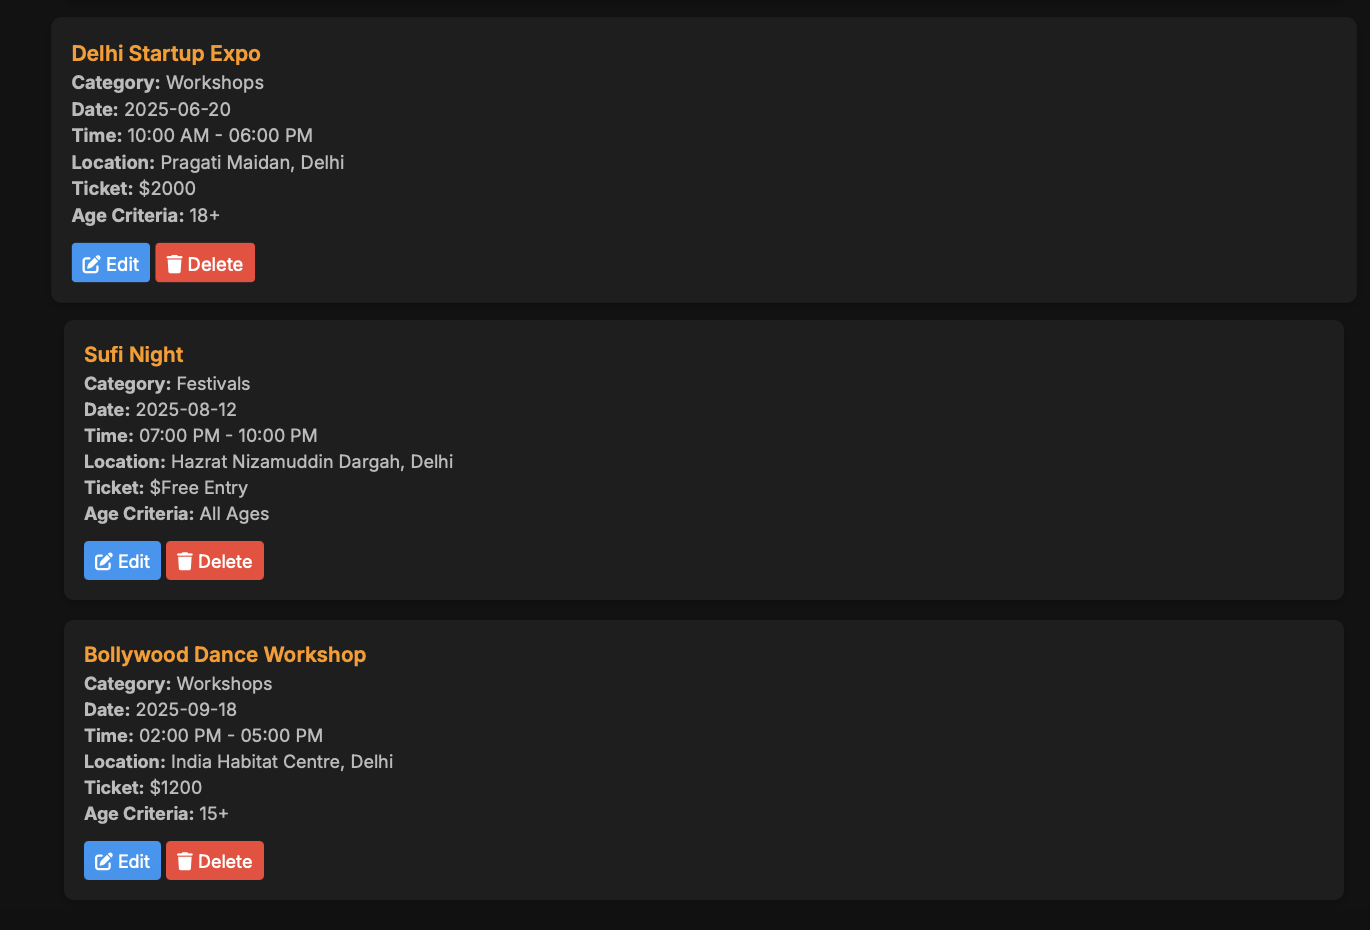 Delhi Startup Expo
Category: Workshops
Date: 2025-06-20
Time: 10:00 AM - 06:00 PM
Location: Pragati Maidan, Delhi
Ticket: $2000
Age Criteria: 18+
Edit Delete
Sufi Night
Category: Festivals
Date: 2025-08-12
Time: 07:00 PM - 10:00 PM
Location: Hazrat Nizamuddin Dargah, Delhi
Ticket: $Free Entry
Age Criteria: All Ages
Edit Delete
Bollywood Dance Workshop
Category: Workshops
Date: 2025-09-18
Time: 02:00 PM - 05:00 PM
Location: India Habitat Centre, Delhi
Ticket: $1200
Age Criteria: 15+
Edit Delete